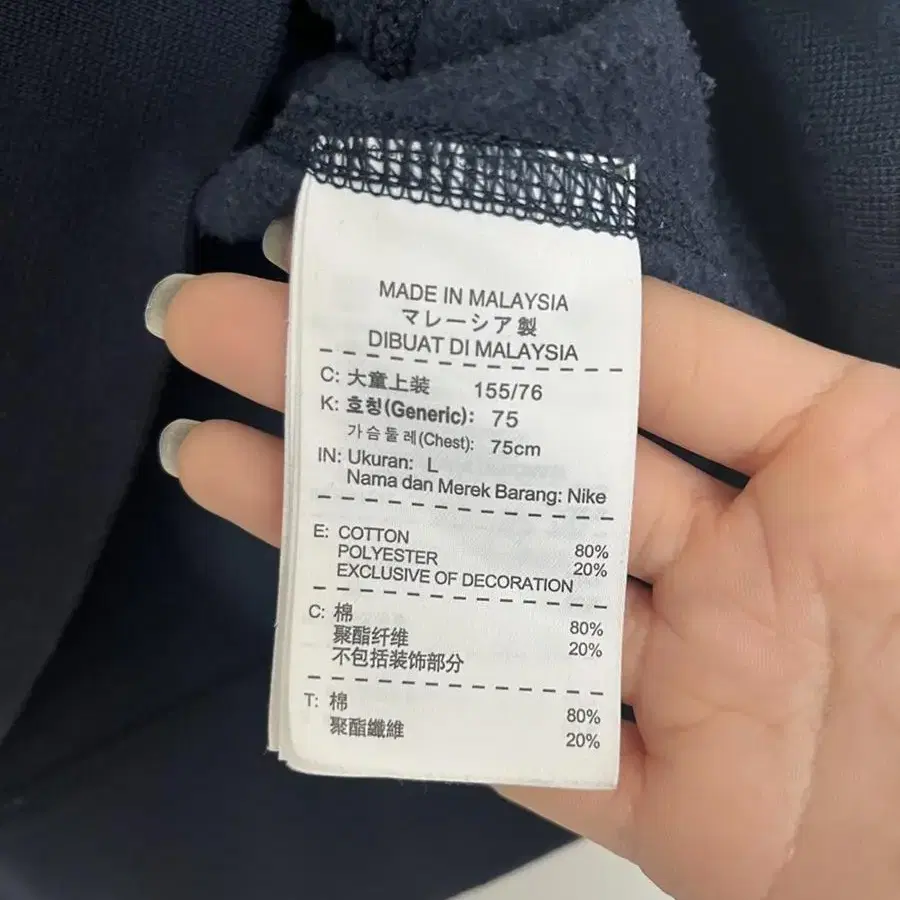 MADE IN MALAYSIA
マレーシア製
DIBUAT DI MALAYSIA
C: 大童上装 155/76
K: 호칭(Generic): 75
가슴둘레(Chest): 75cm
IN: Ukuran: L
Nama dan Merek Barang: Nike
E: COTTON 80%
POLYESTER 20%
EXCLUSIVE OF DECORATION
C: 棉 80%
聚酯纤维 20%
不包括装饰部分
T: 棉 80%
聚酯纖維 20%